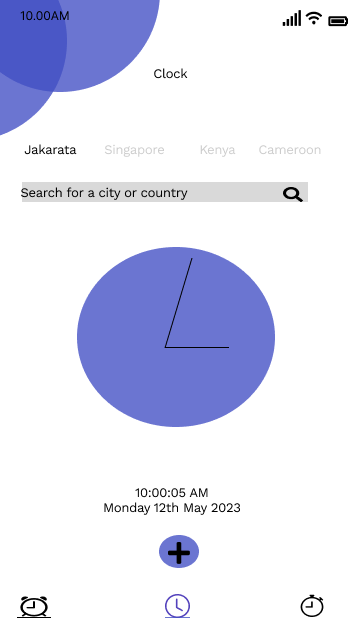 10.00AM
Clock
Jakarata Singapore Kenya Cameroon
Search for a city or country
10:00:05 AM
Monday 12th May 2023